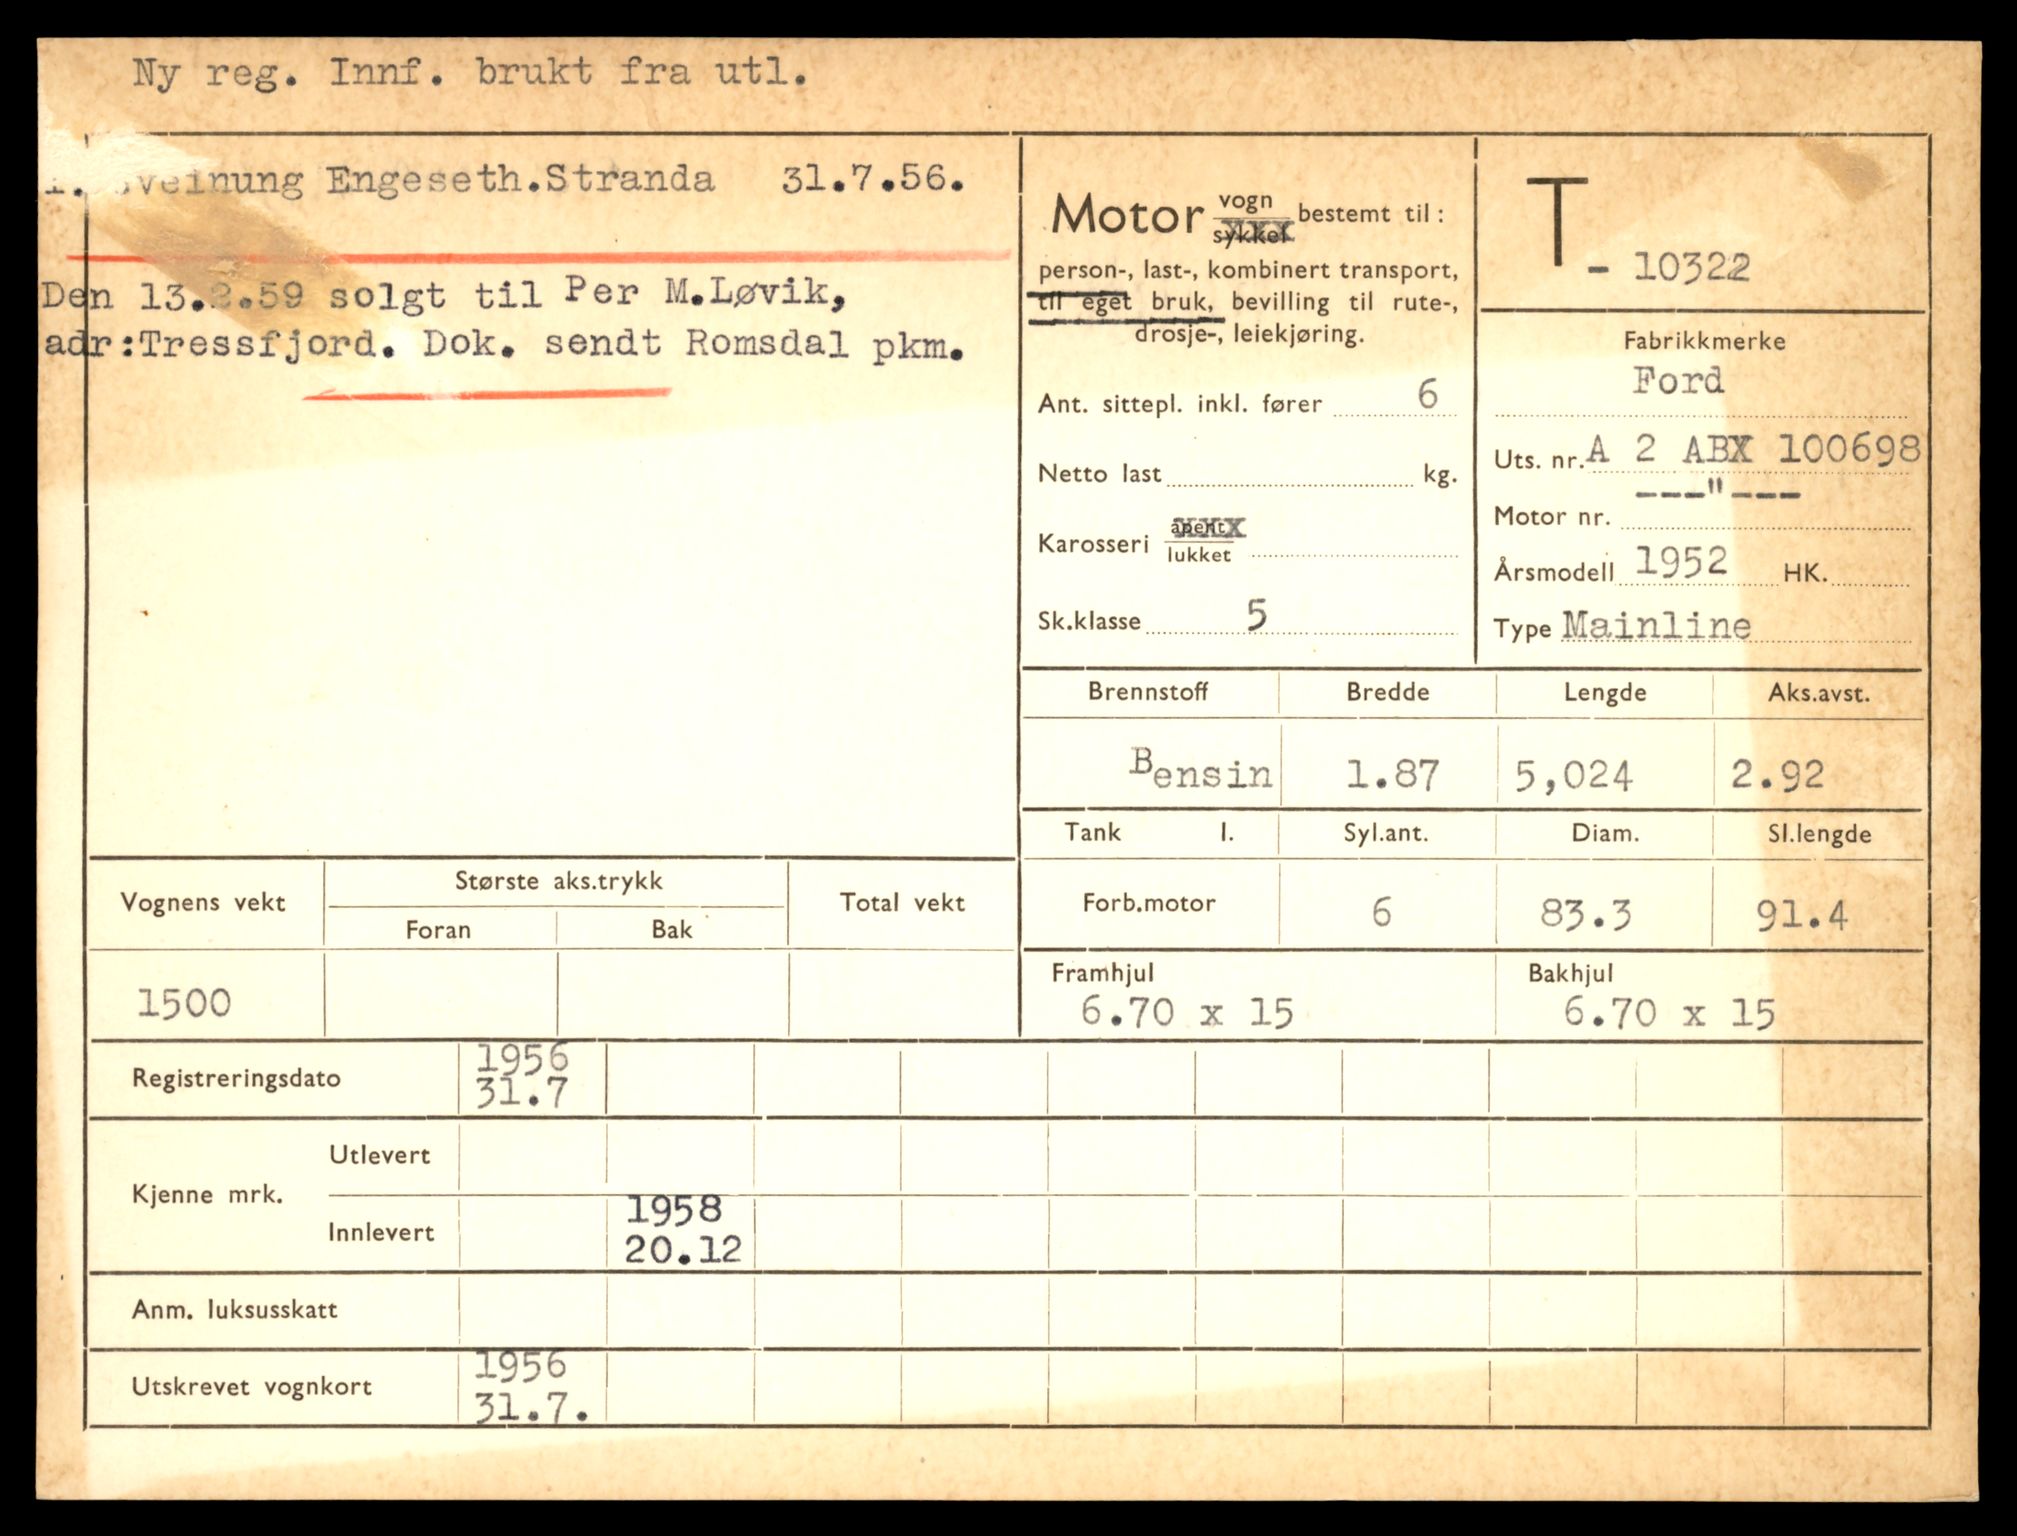 Ny reg. Innf. brukt fra utl.
1. Sveinung Engeseth.Stranda 31.7.56.
Den 13.2.59 solgt til Per M.Løvik,
adr:Tressfjord. Dok. sendt Romsdal pkm.
Motor vogn/sykkel bestemt til:
person-, last-, kombinert transport,
til eget bruk, bevilling til rute-,
drosje-, leiekjøring.
Ant. sittepl. inkl. fører 6
Netto last kg.
Karosseri åpent/lukket
Sk.klasse 5
T - 10322
Fabrikkmerke
Ford
Uts. nr. A 2 ABX 100698
Motor nr. ---"---
Årsmodell 1952 HK.
Type Mainline
Brennstoff Bredde Lengde Aks.avst.
Bensin 1.87 5,024 2.92
Tank l. Syl.ant. Diam. Sl.lengde
Forb.motor 6 83.3 91.4
Framhjul Bakhjul
6.70 x 15 6.70 x 15
Vognens vekt Største aks.trykk Total vekt
Foran Bak
1500
Registreringsdato 1956
31.7
Kjenne mrk. Utlevert
Innlevert 1958
20.12
Anm. luksusskatt
Utskrevet vognkort 1956
31.7.